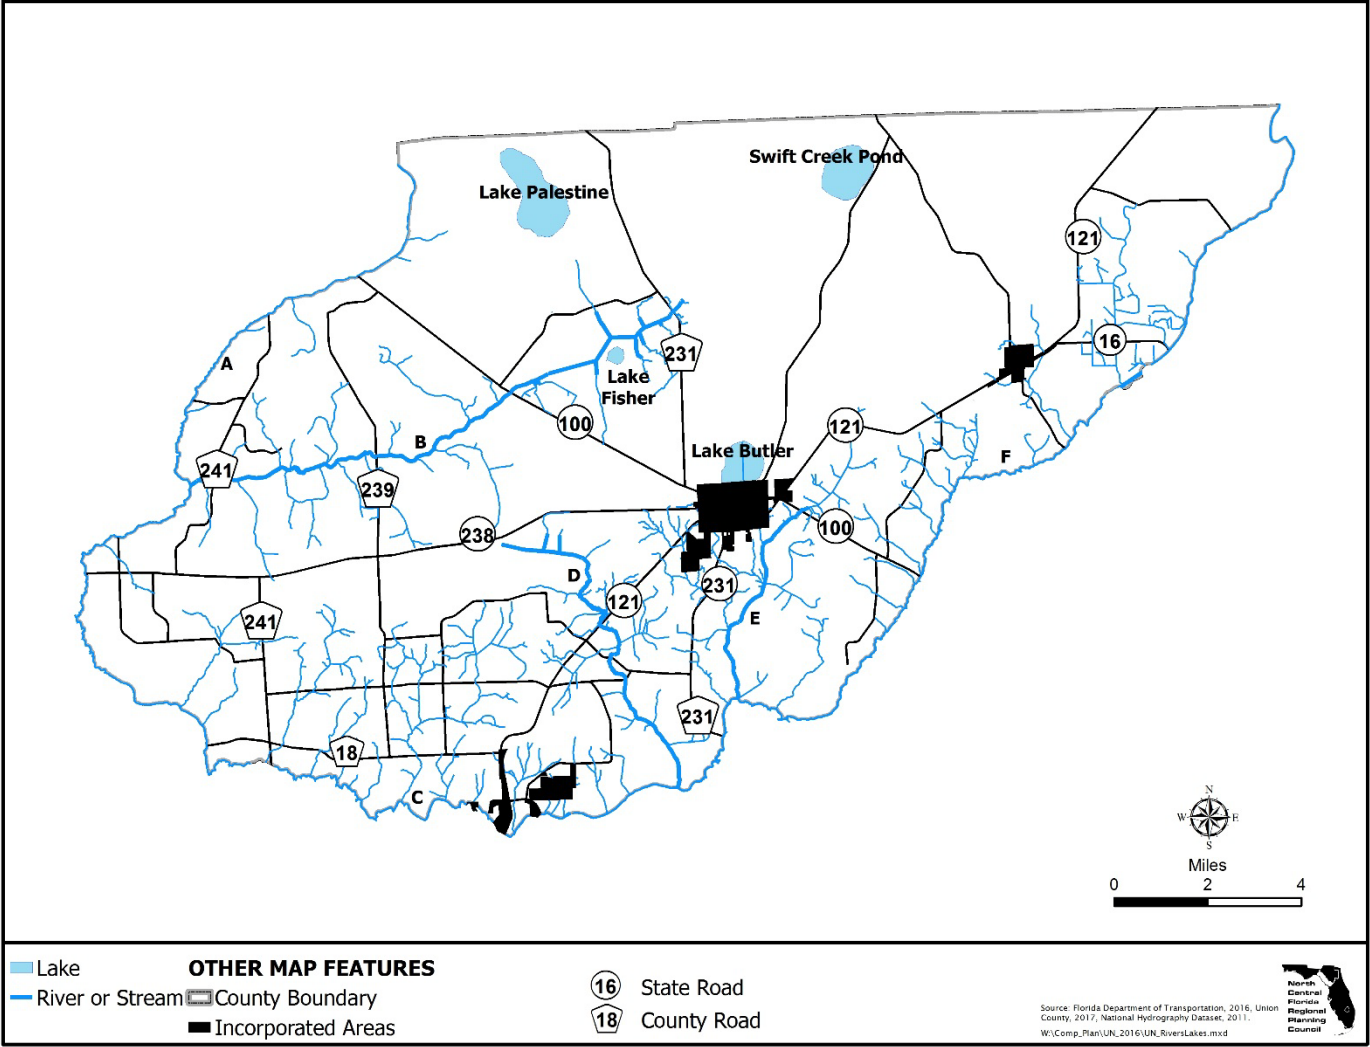 Swift Creek Pond
Lake Palestine
121
16
A
231
Lake
Fisher
100
121
B
Lake Butler
F
241
239
100
238
D
231
121
E
241
231
18
C
N
W E
S
Miles
0 2 4
Lake
River or Stream
OTHER MAP FEATURES
County Boundary
Incorporated Areas
16 State Road
18 County Road
Source: Florida Department of Transportation, 2016, Union
County, 2017, National Hydrography Dataset, 2011.
W:\Comp_Plan\UN_2016\UN_RiversLakes.mxd
North
Central
Florida
Regional
Planning
Council